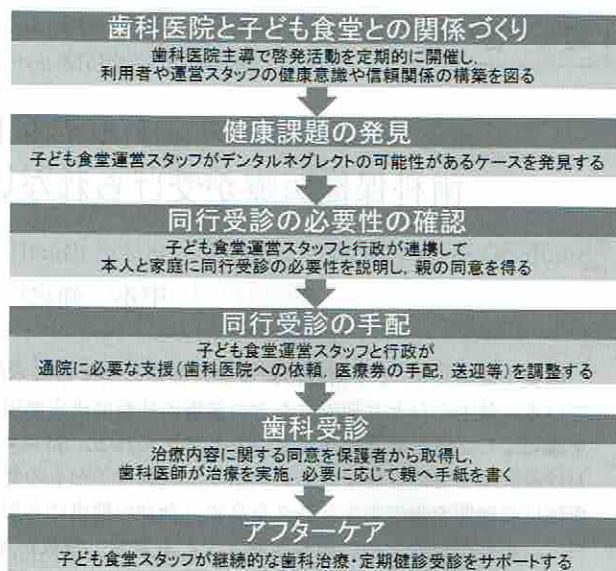 歯科医院と子ども食堂との関係づくり
歯科医院主導で啓発活動を定期的に開催し,
利用者や運営スタッフの健康意識や信頼関係の構築を図る
健康課題の発見
子ども食堂運営スタッフがデンタルネグレクトの可能性があるケースを発見する
同行受診の必要性の確認
子ども食堂運営スタッフと行政が連携して
本人と家庭に同行受診の必要性を説明し, 親の同意を得る
同行受診の手配
子ども食堂運営スタッフと行政が
通院に必要な支援(歯科医院への依頼, 医療券の手配, 送迎等)を調整する
歯科受診
治療内容に関する同意を保護者から取得し,
歯科医師が治療を実施, 必要に応じて親へ手紙を書く
アフターケア
子ども食堂スタッフが継続的な歯科治療・定期健診受診をサポートする